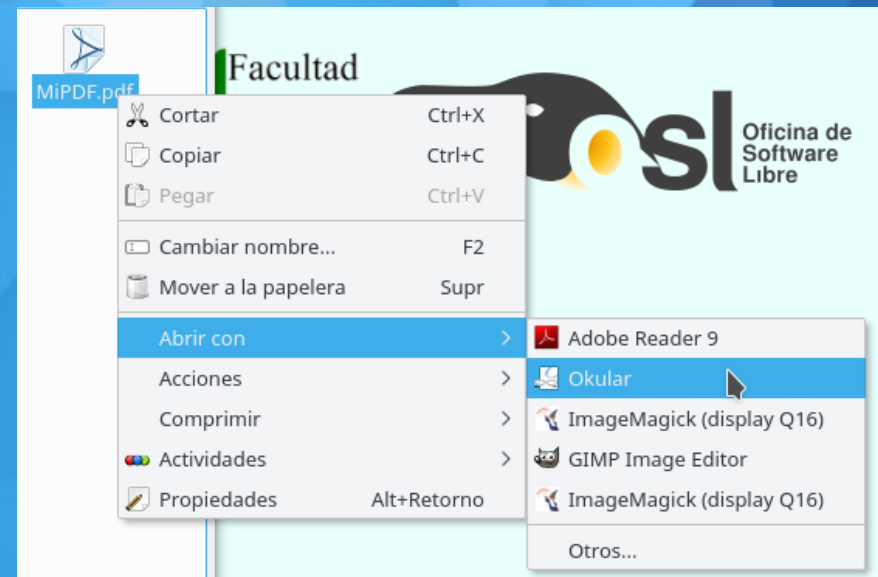 MiPDF.pdf
Facultad
osl
Oficina de
Software
Libre
Cortar Ctrl+X
Copiar Ctrl+C
Pegar Ctrl+V
Cambiar nombre... F2
Mover a la papelera Supr
Abrir con
Acciones
Comprimir
Actividades
Propiedades Alt+Retorno
Adobe Reader 9
Okular
ImageMagick (display Q16)
GIMP Image Editor
ImageMagick (display Q16)
Otros...